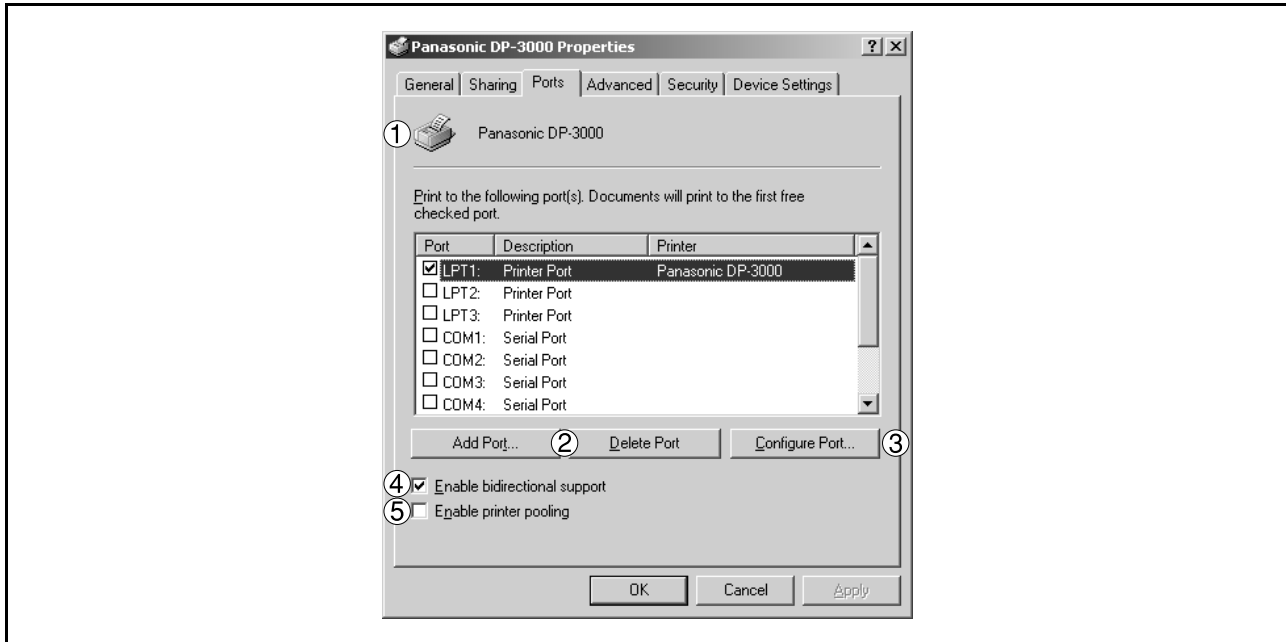 Panasonic DP-3000 Properties
General Sharing Ports Advanced Security Device Settings
① Panasonic DP-3000
Print to the following port(s). Documents will print to the first free
checked port.
Port Description Printer
LPT1: Printer Port Panasonic DP-3000
LPT2: Printer Port
LPT3: Printer Port
COM1: Serial Port
COM2: Serial Port
COM3: Serial Port
COM4: Serial Port
Add Port... ② Delete Port Configure Port... ③
④ Enable bidirectional support
⑤ Enable printer pooling
OK Cancel Apply